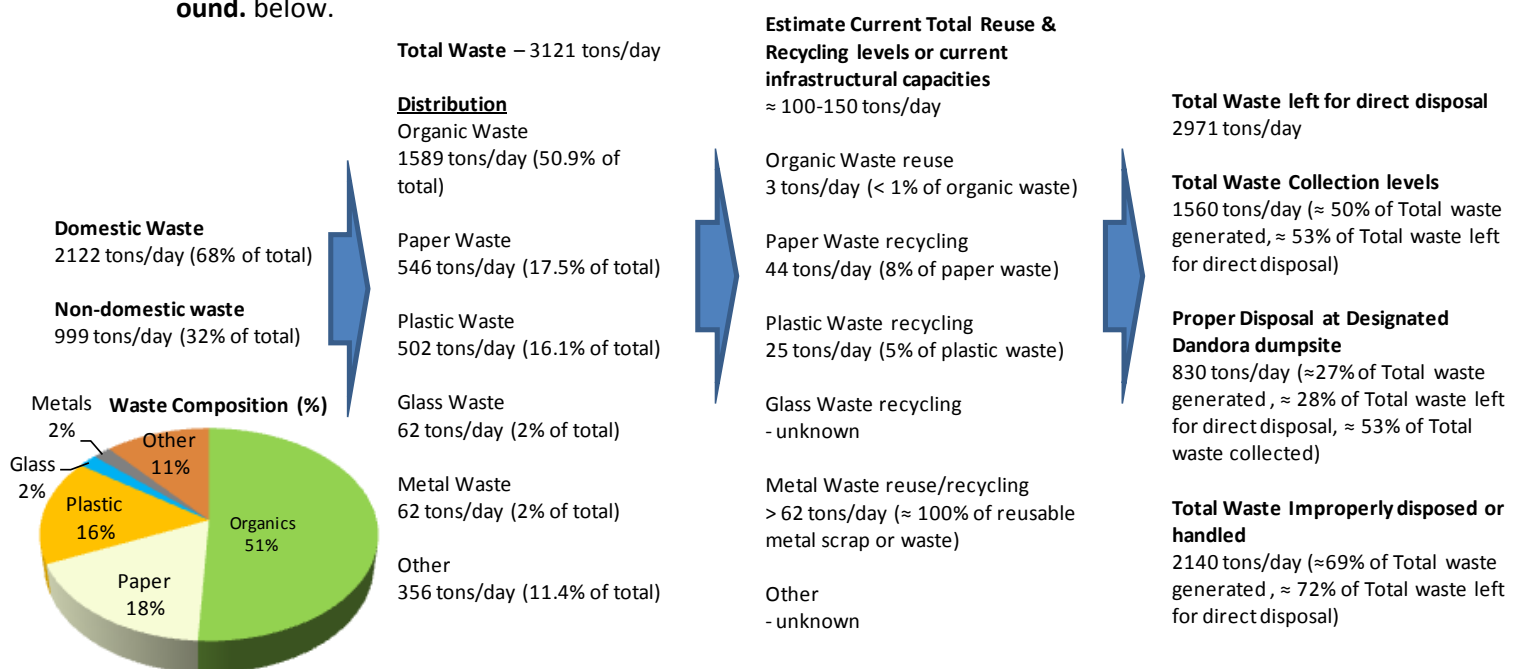 ound. below.
Domestic Waste
2122 tons/day (68% of total)
Non-domestic waste
999 tons/day (32% of total)
Waste Composition (%)
Metals
2%
Glass
2%
Other
11%
Plastic
16%
Paper
18%
Organics
51%
Total Waste – 3121 tons/day
Distribution
Organic Waste
1589 tons/day (50.9% of
total)
Paper Waste
546 tons/day (17.5% of total)
Plastic Waste
502 tons/day (16.1% of total)
Glass Waste
62 tons/day (2% of total)
Metal Waste
62 tons/day (2% of total)
Other
356 tons/day (11.4% of total)
Estimate Current Total Reuse &
Recycling levels or current
infrastructural capacities
≈ 100-150 tons/day
Organic Waste reuse
3 tons/day (< 1% of organic waste)
Paper Waste recycling
44 tons/day (8% of paper waste)
Plastic Waste recycling
25 tons/day (5% of plastic waste)
Glass Waste recycling
- unknown
Metal Waste reuse/recycling
> 62 tons/day (≈ 100% of reusable
metal scrap or waste)
Other
- unknown
Total Waste left for direct disposal
2971 tons/day
Total Waste Collection levels
1560 tons/day (≈ 50% of Total waste
generated, ≈ 53% of Total waste left
for direct disposal)
Proper Disposal at Designated
Dandora dumpsite
830 tons/day (≈27% of Total waste
generated , ≈ 28% of Total waste left
for direct disposal, ≈ 53% of Total
waste collected)
Total Waste Improperly disposed or
handled
2140 tons/day (≈69% of Total waste
generated , ≈ 72% of Total waste left
for direct disposal)